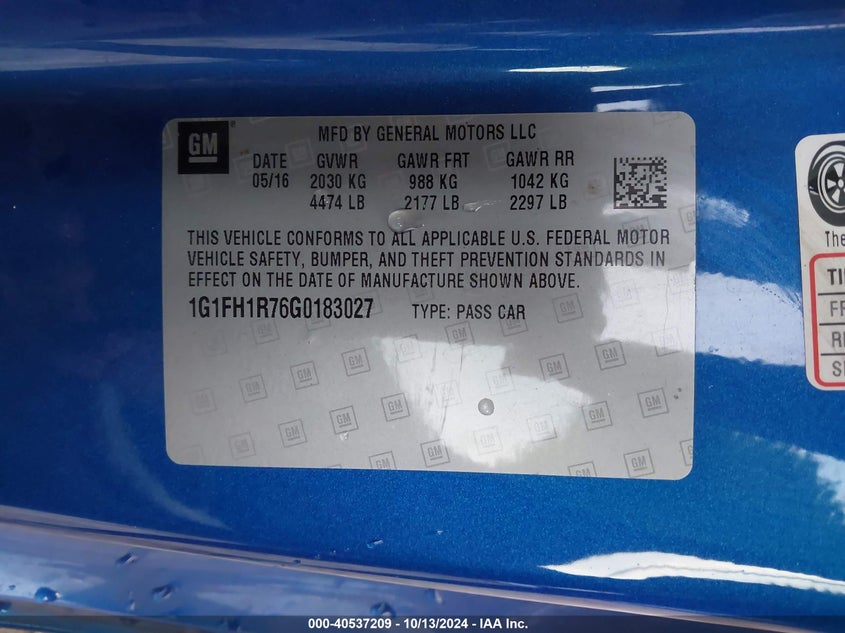 GM
MFD BY GENERAL MOTORS LLC
DATE GVWR GAWR FRT GAWR RR
05/16 2030 KG 988 KG 1042 KG
4474 LB 2177 LB 2297 LB
THIS VEHICLE CONFORMS TO ALL APPLICABLE U.S. FEDERAL MOTOR
VEHICLE SAFETY, BUMPER, AND THEFT PREVENTION STANDARDS IN
EFFECT ON THE DATE OF MANUFACTURE SHOWN ABOVE.
1G1FH1R76G0183027 TYPE: PASS CAR
The
000-40537209 - 10/13/2024 - IAA Inc.